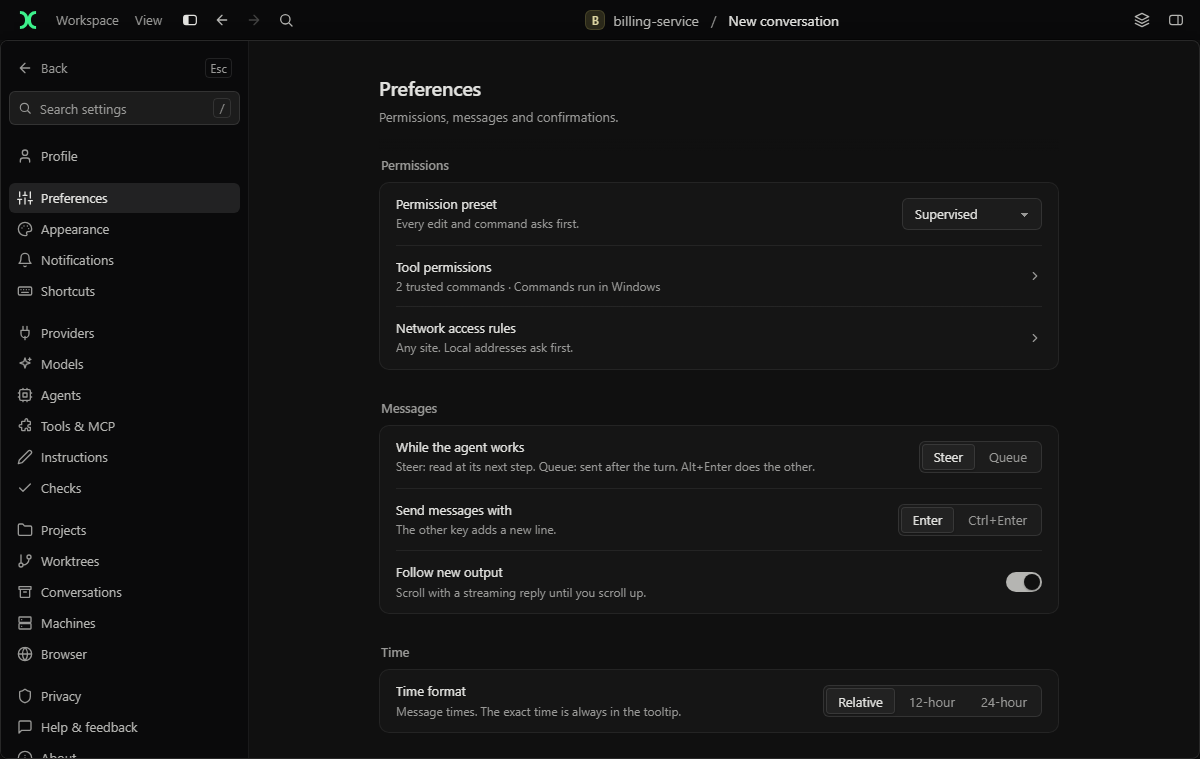 Workspace View
B billing-service / New conversation
Back Esc
Search settings /
Profile
Preferences
Appearance
Notifications
Shortcuts
Providers
Models
Agents
Tools & MCP
Instructions
Checks
Projects
Worktrees
Conversations
Machines
Browser
Privacy
Help & feedback
About
Preferences
Permissions, messages and confirmations.
Permissions
Permission preset
Every edit and command asks first.
Supervised
Tool permissions
2 trusted commands · Commands run in Windows
Network access rules
Any site. Local addresses ask first.
Messages
While the agent works
Steer: read at its next step. Queue: sent after the turn. Alt+Enter does the other.
Steer Queue
Send messages with
The other key adds a new line.
Enter Ctrl+Enter
Follow new output
Scroll with a streaming reply until you scroll up.
Time
Time format
Message times. The exact time is always in the tooltip.
Relative 12-hour 24-hour